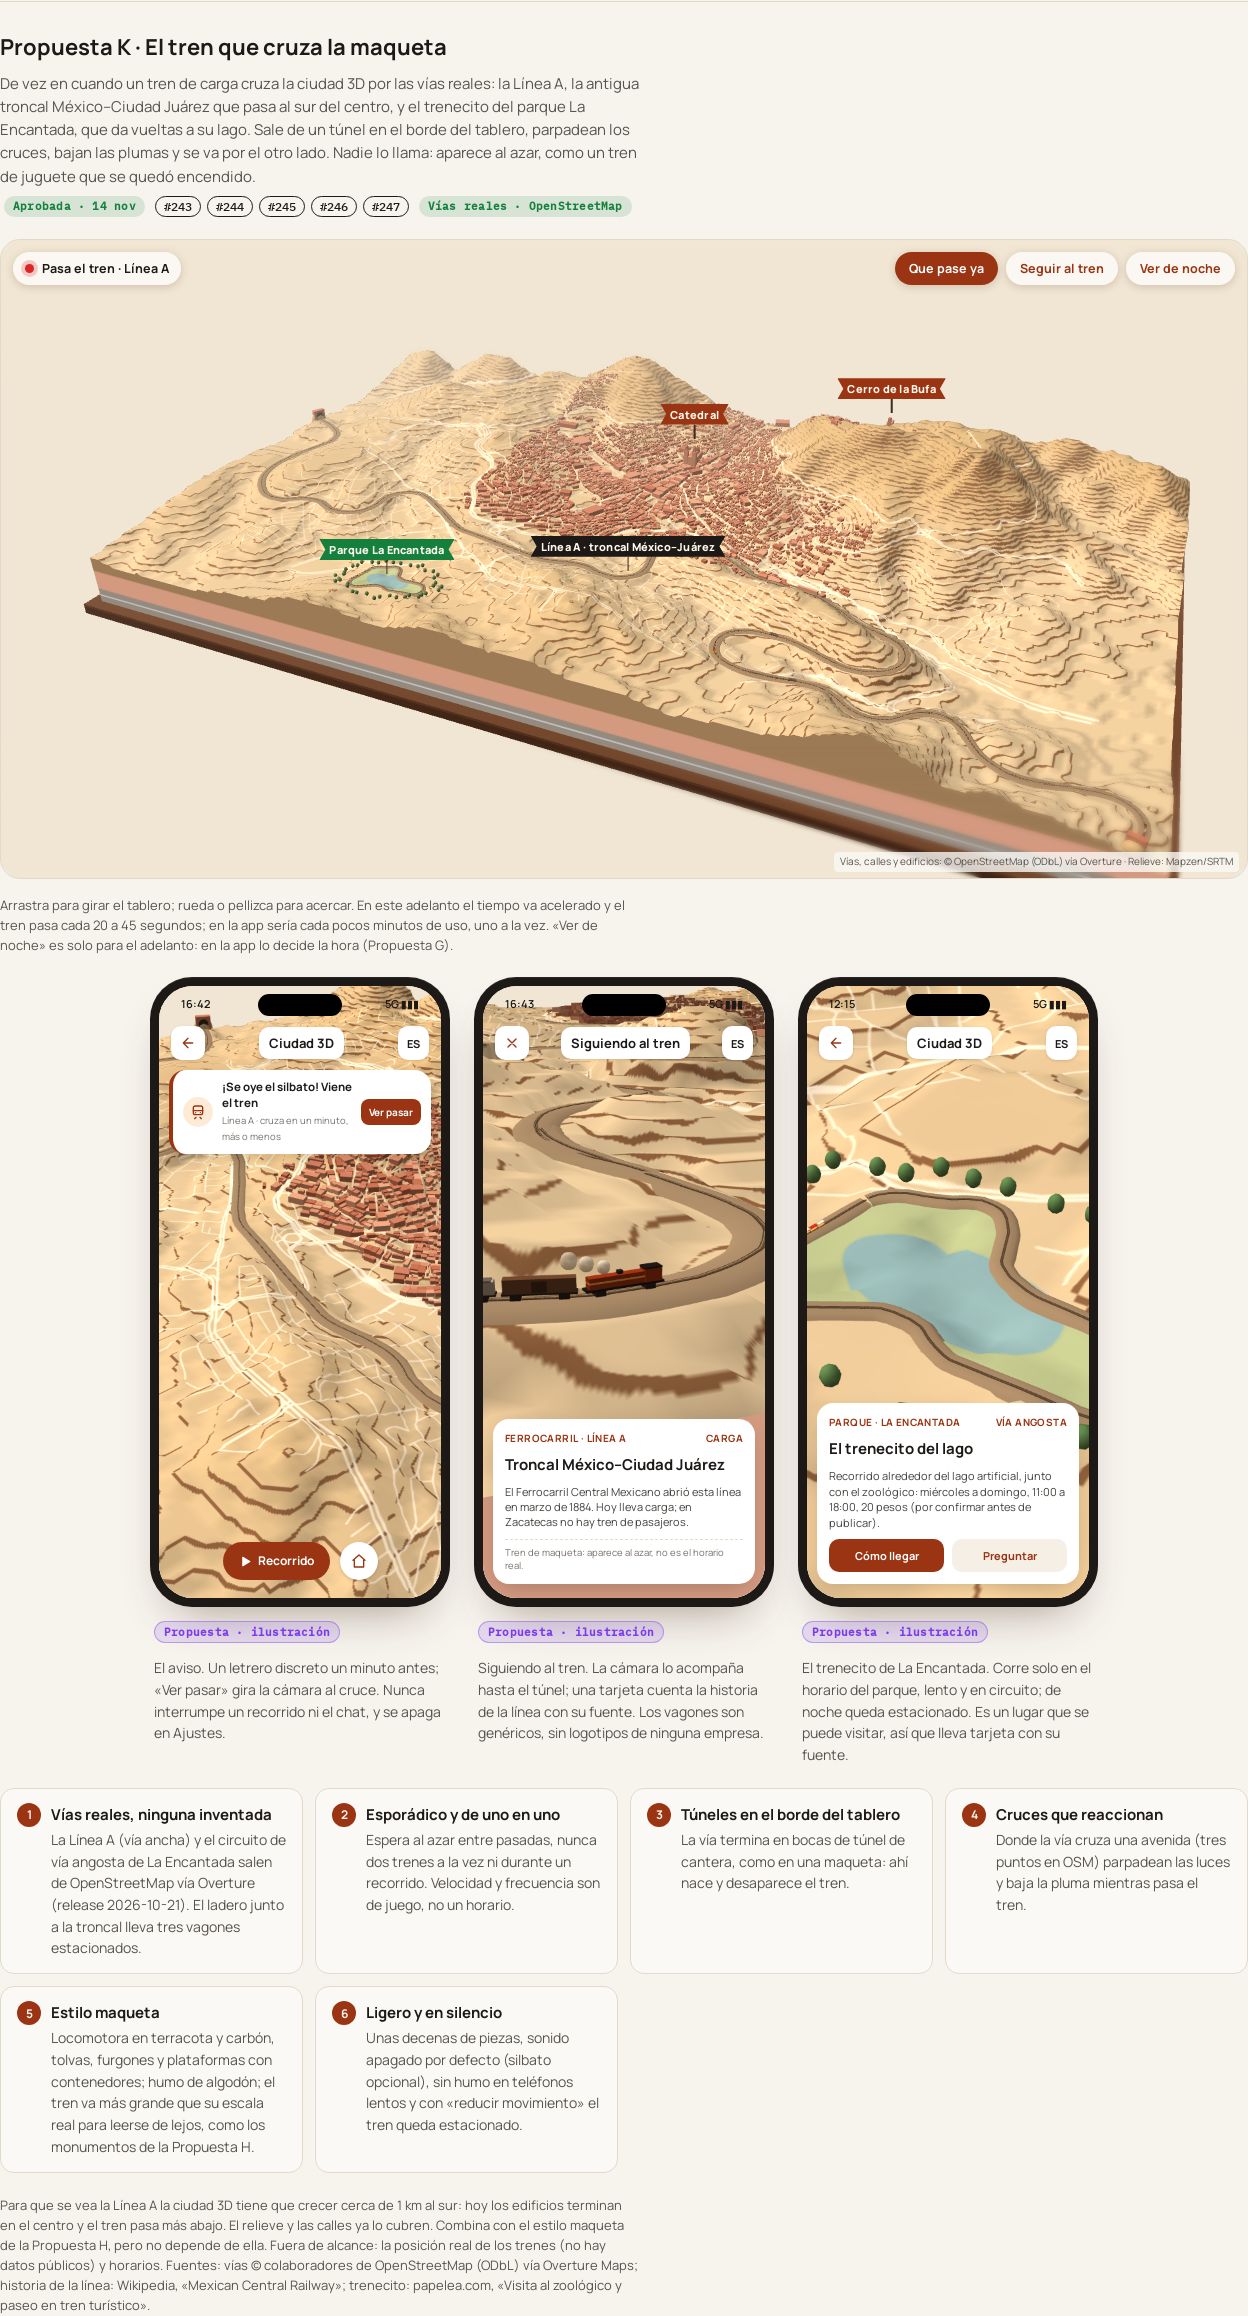 Propuesta K · El tren que cruza la maqueta
De vez en cuando un tren de carga cruza la ciudad 3D por las vías reales: la Línea A, la antigua
troncal México–Ciudad Juárez que pasa al sur del centro, y el trenecito del parque La
Encantada, que da vueltas a su lago. Sale de un túnel en el borde del tablero, parpadean los
cruces, bajan las plumas y se va por el otro lado. Nadie lo llama: aparece al azar, como un tren
de juguete que se quedó encendido.
Aprobada · 14 nov #243 #244 #245 #246 #247 Vías reales · OpenStreetMap
Pasa el tren · Línea A
Que pase ya
Seguir al tren
Ver de noche
Cerro de la Bufa
Catedral
Línea A · troncal México–Juárez
Parque La Encantada
Vías, calles y edificios: © OpenStreetMap (ODbL) vía Overture · Relieve: Mapzen/SRTM
Arrastra para girar el tablero; rueda o pellizca para acercar. En este adelanto el tiempo va acelerado y el
tren pasa cada 20 a 45 segundos; en la app sería cada pocos minutos de uso, uno a la vez. «Ver de
noche» es solo para el adelanto: en la app lo decide la hora (Propuesta G).
16:42
5G
Ciudad 3D
ES
¡Se oye el silbato! Viene
el tren
Línea A · cruza en un minuto,
más o menos
Ver pasar
Recorrido
Propuesta · ilustración
El aviso. Un letrero discreto un minuto antes;
«Ver pasar» gira la cámara al cruce. Nunca
interrumpe un recorrido ni el chat, y se apaga
en Ajustes.
16:43
5G
Siguiendo al tren
ES
FERROCARRIL · LÍNEA A
CARGA
Troncal México–Ciudad Juárez
El Ferrocarril Central Mexicano abrió esta línea
en marzo de 1884. Hoy lleva carga; en
Zacatecas no hay tren de pasajeros.
Tren de maqueta: aparece al azar, no es el horario
real.
Propuesta · ilustración
Siguiendo al tren. La cámara lo acompaña
hasta el túnel; una tarjeta cuenta la historia
de la línea con su fuente. Los vagones son
genéricos, sin logotipos de ninguna empresa.
12:15
5G
Ciudad 3D
ES
PARQUE · LA ENCANTADA
VÍA ANGOSTA
El trenecito del lago
Recorrido alrededor del lago artificial, junto
con el zoológico: miércoles a domingo, 11:00 a
18:00, 20 pesos (por confirmar antes de
publicar).
Cómo llegar
Preguntar
Propuesta · ilustración
El trenecito de La Encantada. Corre solo en el
horario del parque, lento y en circuito; de
noche queda estacionado. Es un lugar que se
puede visitar, así que lleva tarjeta con su
fuente.
1 Vías reales, ninguna inventada
La Línea A (vía ancha) y el circuito de
vía angosta de La Encantada salen
de OpenStreetMap vía Overture
(release 2026-10-21). El ladero junto
a la troncal lleva tres vagones
estacionados.
2 Esporádico y de uno en uno
Espera al azar entre pasadas, nunca
dos trenes a la vez ni durante un
recorrido. Velocidad y frecuencia son
de juego, no un horario.
3 Túneles en el borde del tablero
La vía termina en bocas de túnel de
cantera, como en una maqueta: ahí
nace y desaparece el tren.
4 Cruces que reaccionan
Donde la vía cruza una avenida (tres
puntos en OSM) parpadean las luces
y baja la pluma mientras pasa el
tren.
5 Estilo maqueta
Locomotora en terracota y carbón,
tolvas, furgones y plataformas con
contenedores; humo de algodón; el
tren va más grande que su escala
real para leerse de lejos, como los
monumentos de la Propuesta H.
6 Ligero y en silencio
Unas decenas de piezas, sonido
apagado por defecto (silbato
opcional), sin humo en teléfonos
lentos y con «reducir movimiento» el
tren queda estacionado.
Para que se vea la Línea A la ciudad 3D tiene que crecer cerca de 1 km al sur: hoy los edificios terminan
en el centro y el tren pasa más abajo. El relieve y las calles ya lo cubren. Combina con el estilo maqueta
de la Propuesta H, pero no depende de ella. Fuera de alcance: la posición real de los trenes (no hay
datos públicos) y horarios. Fuentes: vías © colaboradores de OpenStreetMap (ODbL) vía Overture Maps;
historia de la línea: Wikipedia, «Mexican Central Railway»; trenecito: papelea.com, «Visita al zoológico y
paseo en tren turístico».